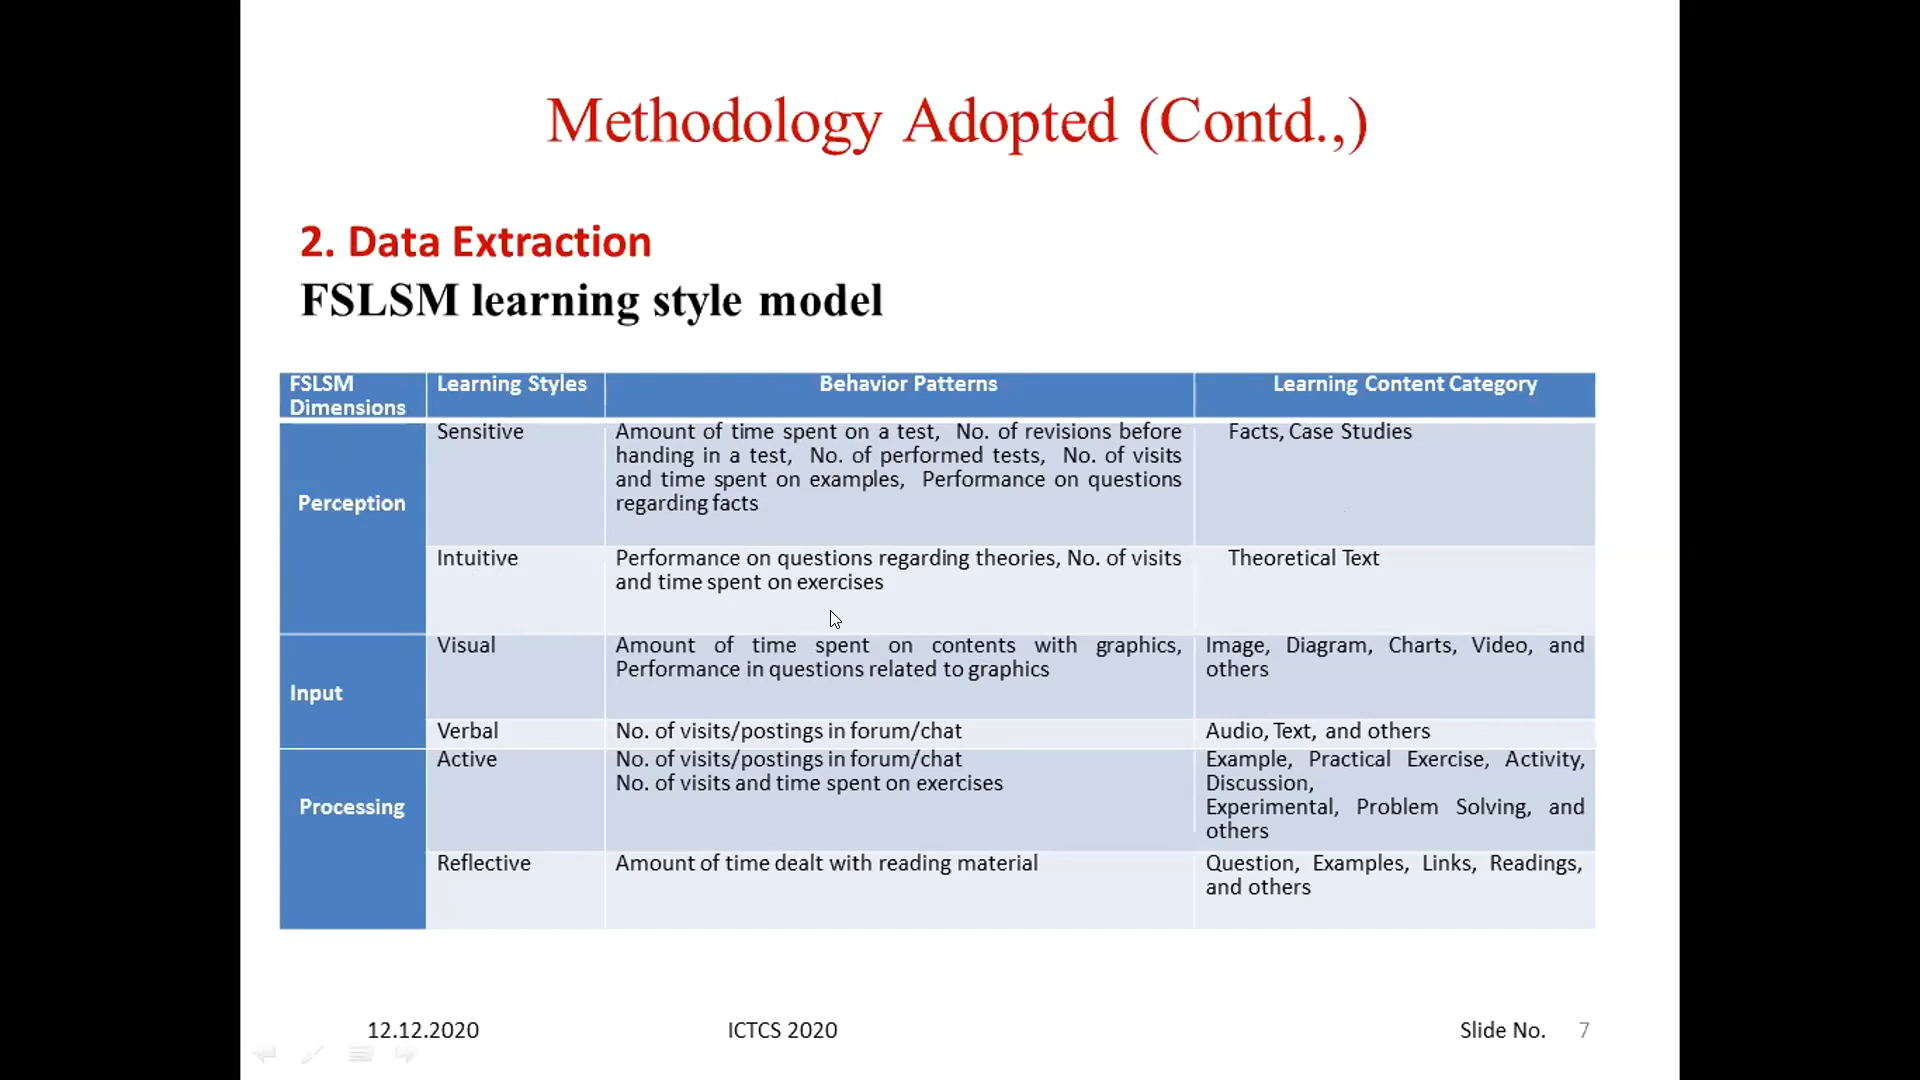 Methodology Adopted (Contd.,)
2. Data Extraction
FSLSM learning style model
FSLSM Dimensions
Learning Styles
Behavior Patterns
Learning Content Category
Perception
Sensitive
Amount of time spent on a test, No. of revisions before
handing in a test, No. of performed tests, No. of visits
and time spent on examples, Performance on questions
regarding facts
Facts, Case Studies
Intuitive
Performance on questions regarding theories, No. of visits
and time spent on exercises
Theoretical Text
Input
Visual
Amount of time spent on contents with graphics,
Performance in questions related to graphics
Image, Diagram, Charts, Video, and
others
Verbal
No. of visits/postings in forum/chat
Audio, Text, and others
Processing
Active
No. of visits/postings in forum/chat
No. of visits and time spent on exercises
Example, Practical Exercise, Activity,
Discussion,
Experimental, Problem Solving, and
others
Reflective
Amount of time dealt with reading material
Question, Examples, Links, Readings,
and others
12.12.2020
ICTCS 2020
Slide No. 7